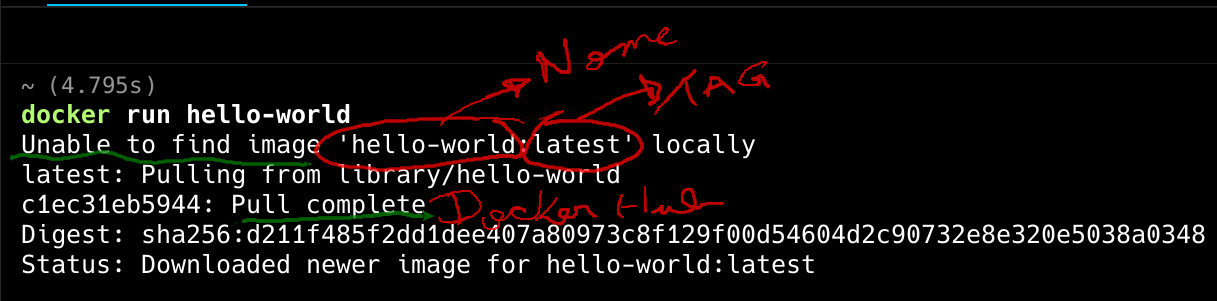 Nome
~ (4.795s)
TAG
docker run hello-world
Unable to find image 'hello-world:latest' locally
latest: Pulling from library/hello-world
c1ec31eb5944: Pull complete Docker Hub
Digest: sha256:d211f485f2dd1dee407a80973c8f129f00d54604d2c90732e8e320e5038a0348
Status: Downloaded newer image for hello-world:latest